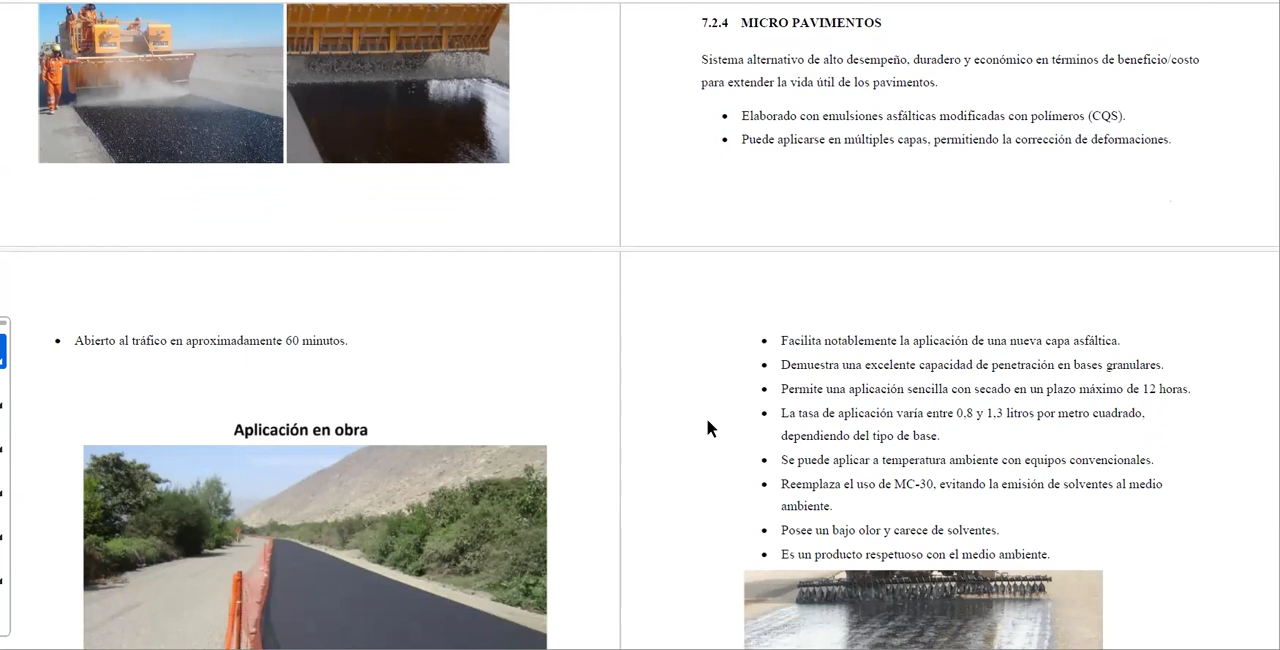 7.2.4 MICRO PAVIMENTOS
Sistema alternativo de alto desempeño, duradero y económico en términos de beneficio/costo
para extender la vida útil de los pavimentos.
• Elaborado con emulsiones asfálticas modificadas con polímeros (CQS).
• Puede aplicarse en múltiples capas, permitiendo la corrección de deformaciones.
• Abierto al tráfico en aproximadamente 60 minutos.
Aplicación en obra
• Facilita notablemente la aplicación de una nueva capa asfáltica.
• Demuestra una excelente capacidad de penetración en bases granulares.
• Permite una aplicación sencilla con secado en un plazo máximo de 12 horas.
• La tasa de aplicación varía entre 0,8 y 1,3 litros por metro cuadrado,
dependiendo del tipo de base.
• Se puede aplicar a temperatura ambiente con equipos convencionales.
• Reemplaza el uso de MC-30, evitando la emisión de solventes al medio
ambiente.
• Posee un bajo olor y carece de solventes.
• Es un producto respetuoso con el medio ambiente.